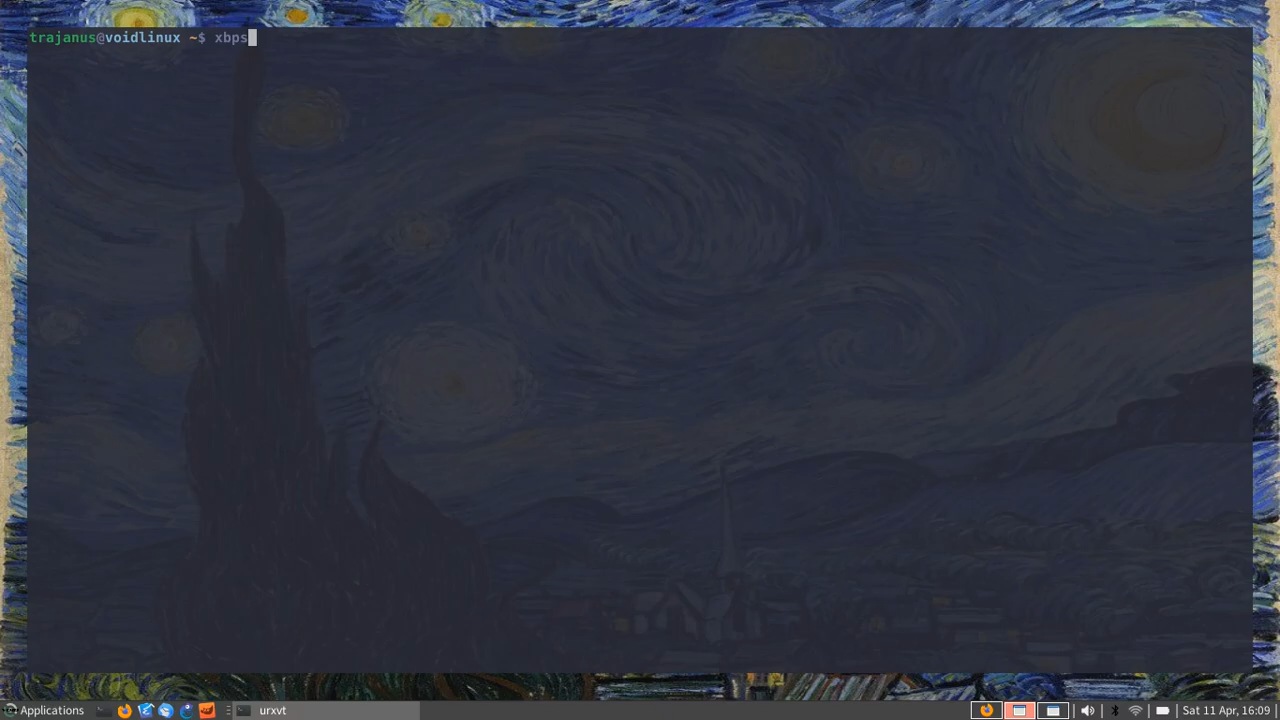 trajanus@voidlinux ~$ xbps
Applications
urxvt
Sat 11 Apr, 16:09